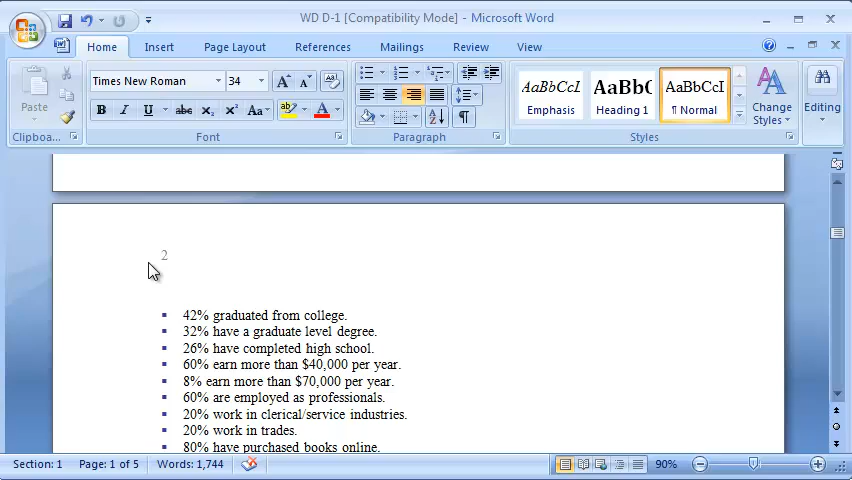 WD D-1 [Compatibility Mode] - Microsoft Word
Home Insert Page Layout References Mailings Review View
Times New Roman 34
AaBbCcI AaBbC AaBbCcI
Paste B I U abc X₂ X² Aa A Emphasis Heading 1 ¶ Normal Change Styles Editing
Clipboa... Font Paragraph Styles
2
42% graduated from college.
32% have a graduate level degree.
26% have completed high school.
60% earn more than $40,000 per year.
8% earn more than $70,000 per year.
60% are employed as professionals.
20% work in clerical/service industries.
20% work in trades.
80% have purchased books online.
Section: 1 Page: 1 of 5 Words: 1,744 90%